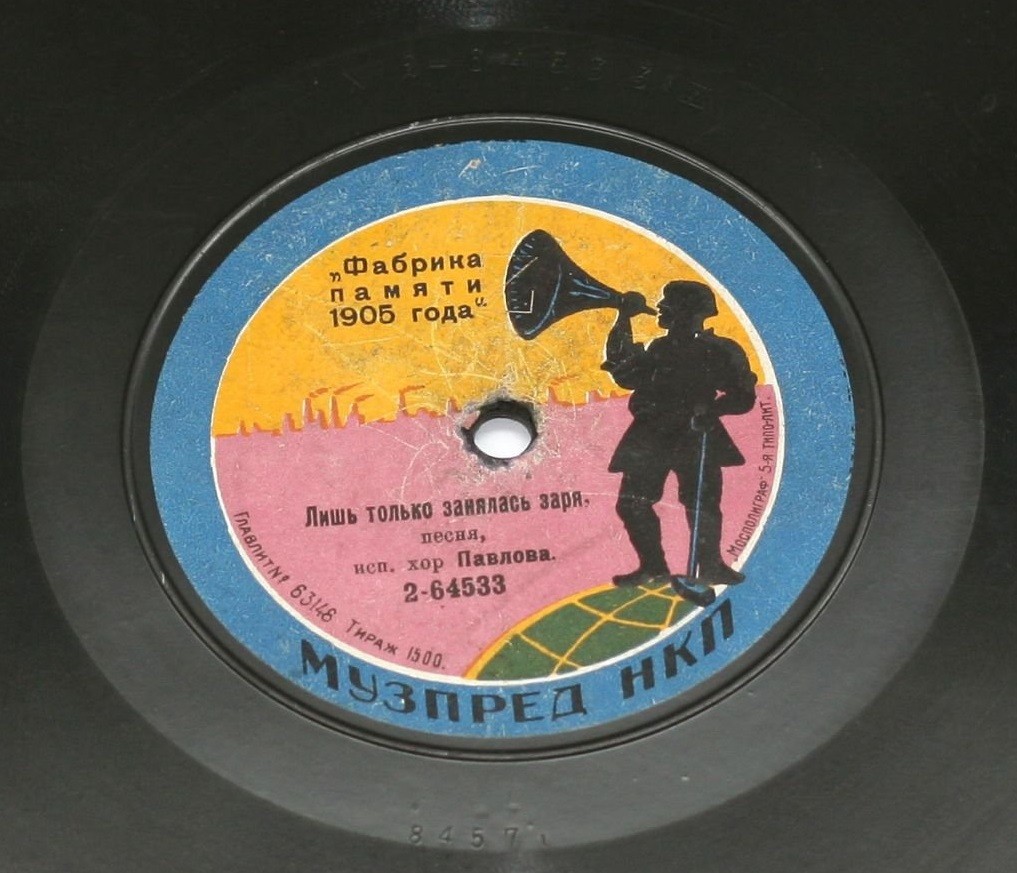 „Фабрика
памяти
1905 года“
Лишь только занялась заря,
песня,
исп. хор Павлова.
2-64533
Главлит № 63146 Тираж 1500.
„Мосполиграф“ 5-я типо-лит.
МУЗПРЕД НКП
8457